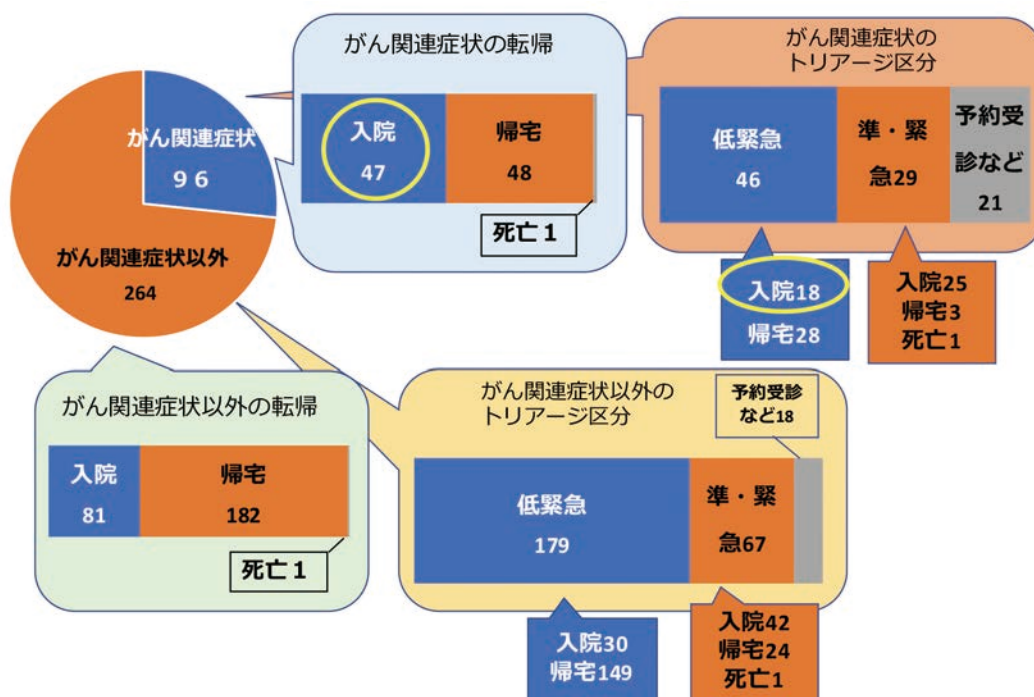 がん関連症状の転帰
入院
47
帰宅
48
死亡１
がん関連症状の
トリアージ区分
低緊急
46
準・緊
急29
予約受
診など
21
入院18
帰宅28
入院25
帰宅3
死亡1
がん関連症状
９６
がん関連症状以外
264
がん関連症状以外の転帰
入院
81
帰宅
182
死亡１
がん関連症状以外の
トリアージ区分
予約受診
など18
低緊急
179
準・緊
急67
入院30
帰宅149
入院42
帰宅24
死亡1